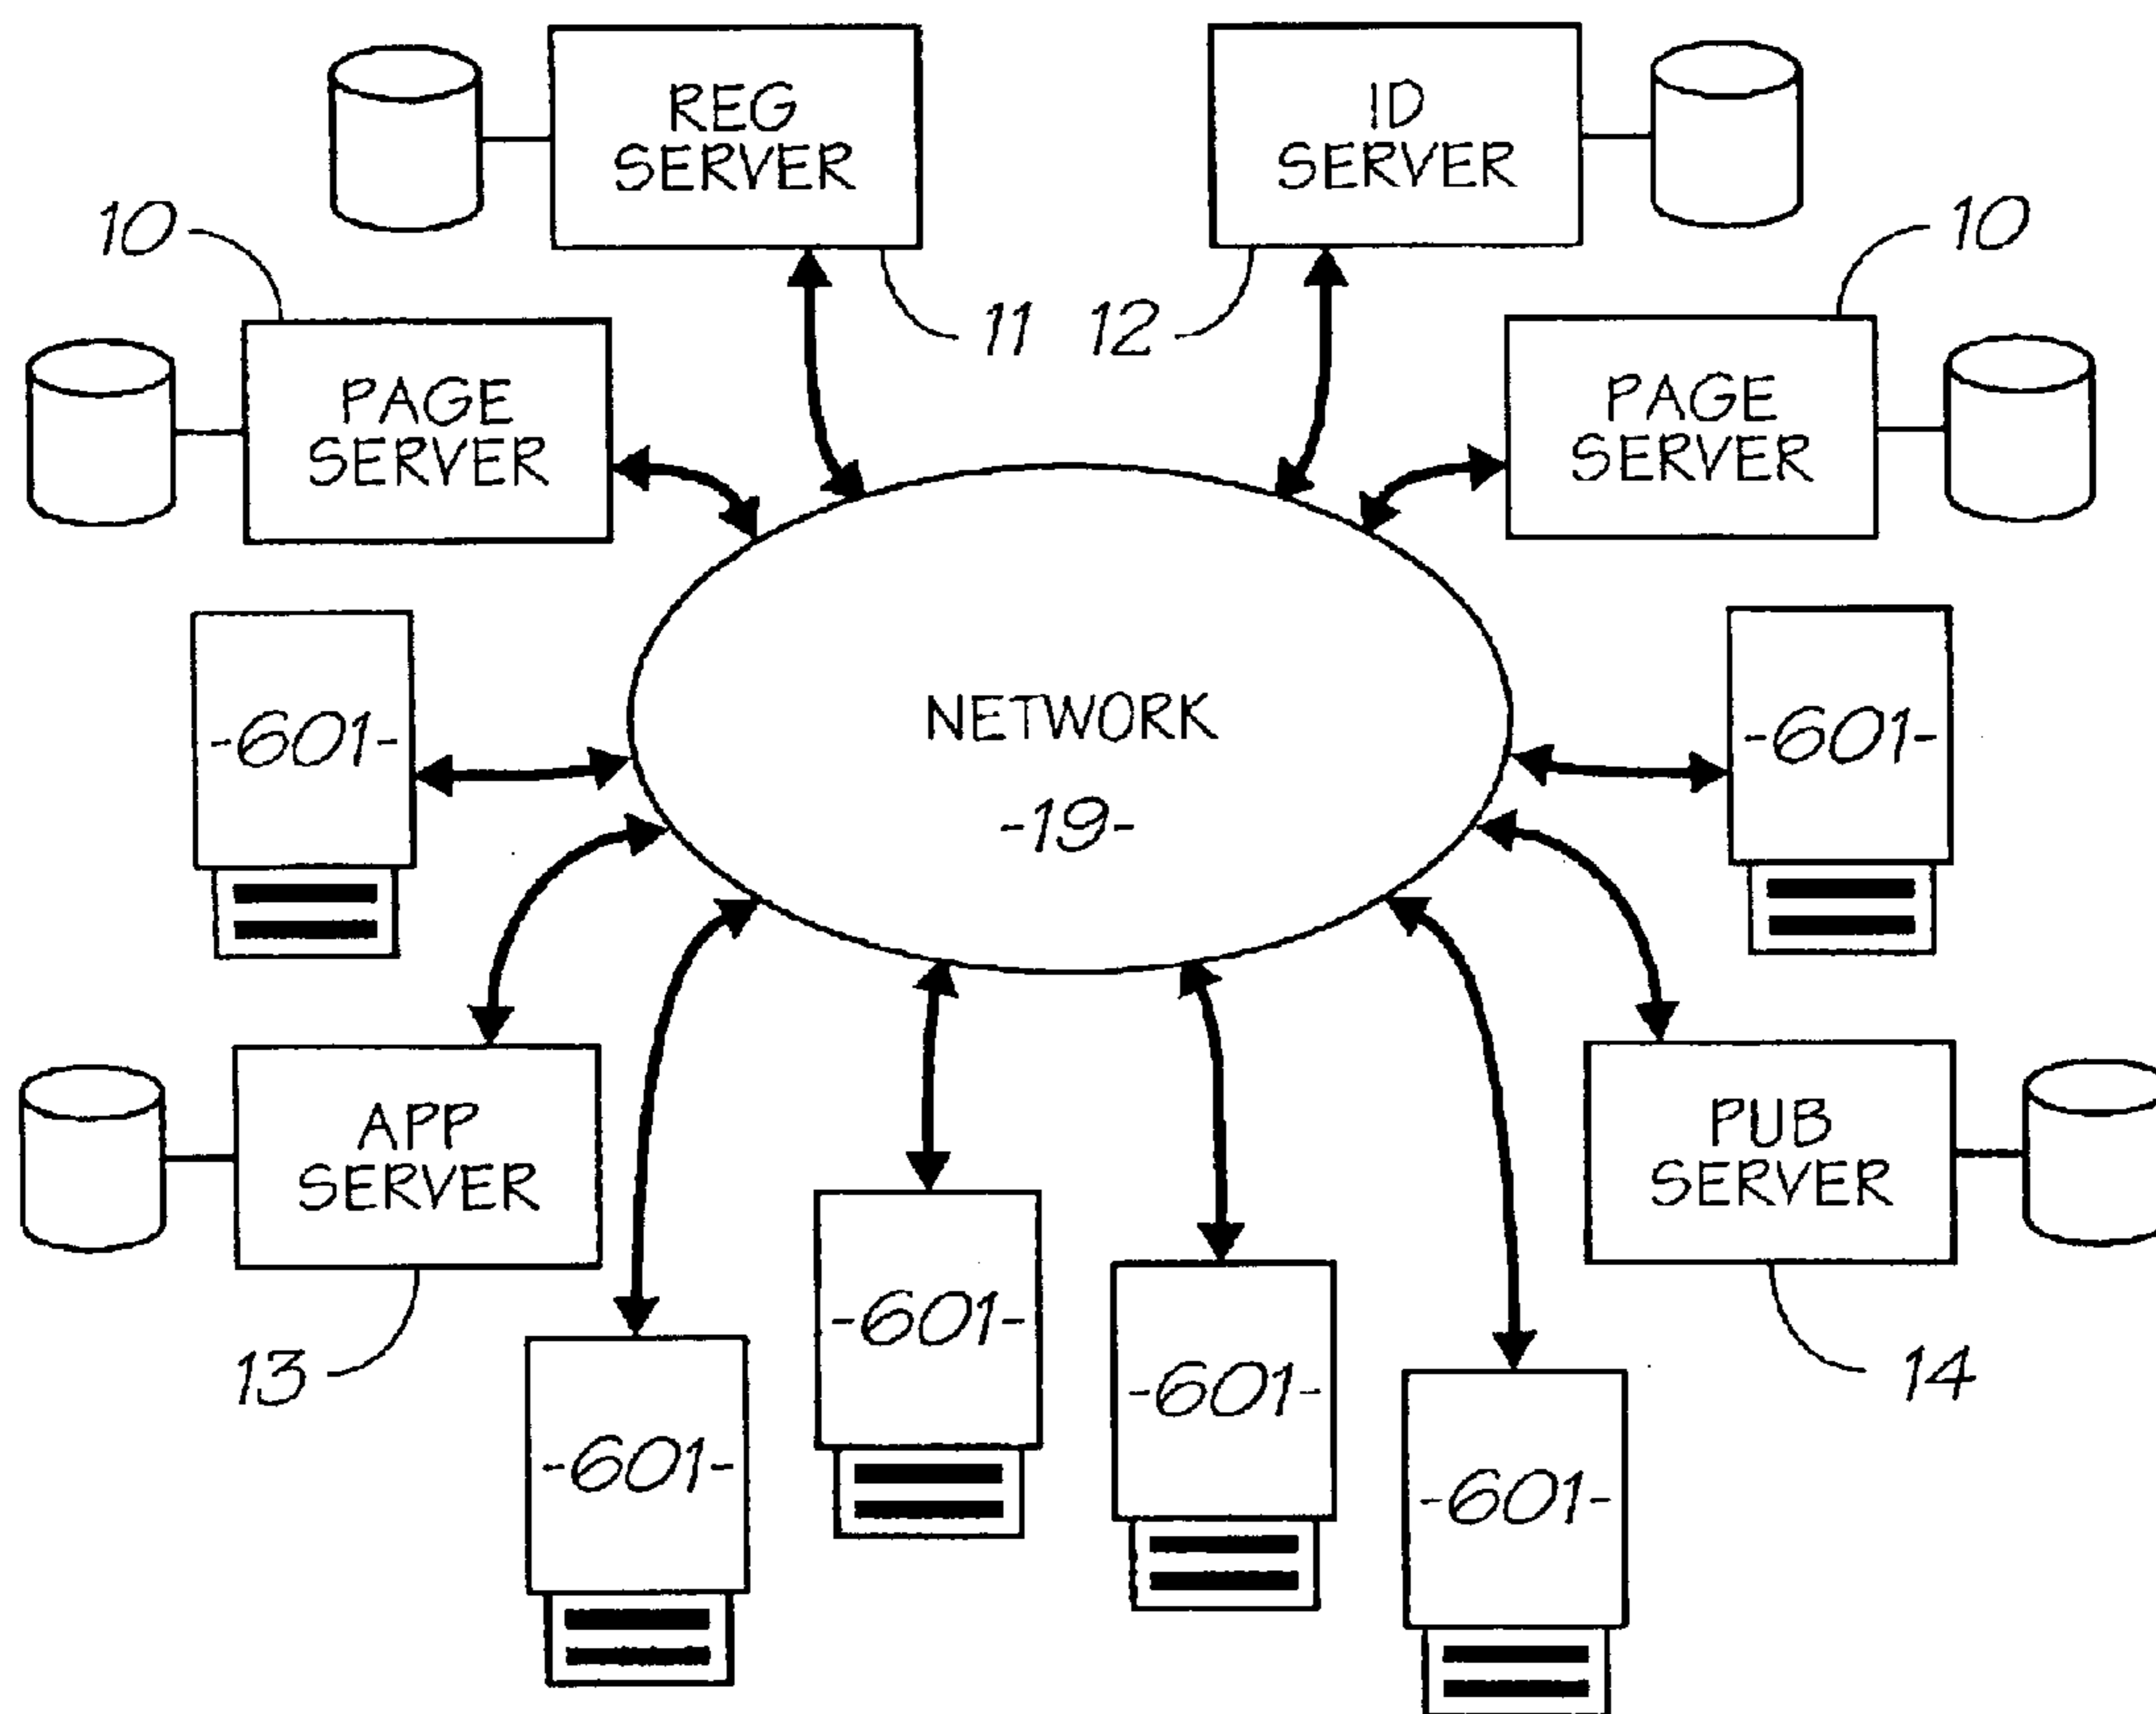 REG
SERVER
ID
SERVER
10
10
11
12
PAGE
SERVER
PAGE
SERVER
-601-
NETWORK
-19-
-601-
APP
SERVER
PUB
SERVER
13
-601-
-601-
-601-
-601-
14